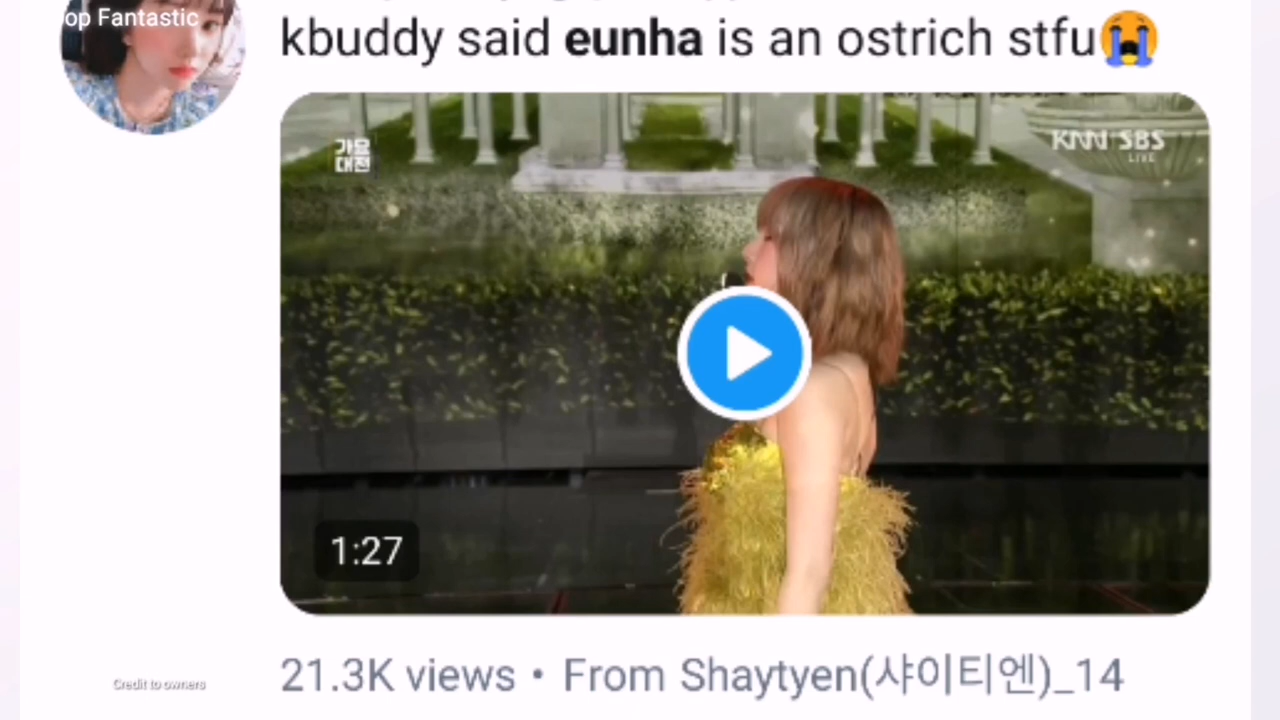 op Fantastic
kbuddy said eunha is an ostrich stfu😭
가요
대전
KNN SBS
LIVE
1:27
21.3K views • From Shaytyen(샤이티엔)_14
Credit to owners